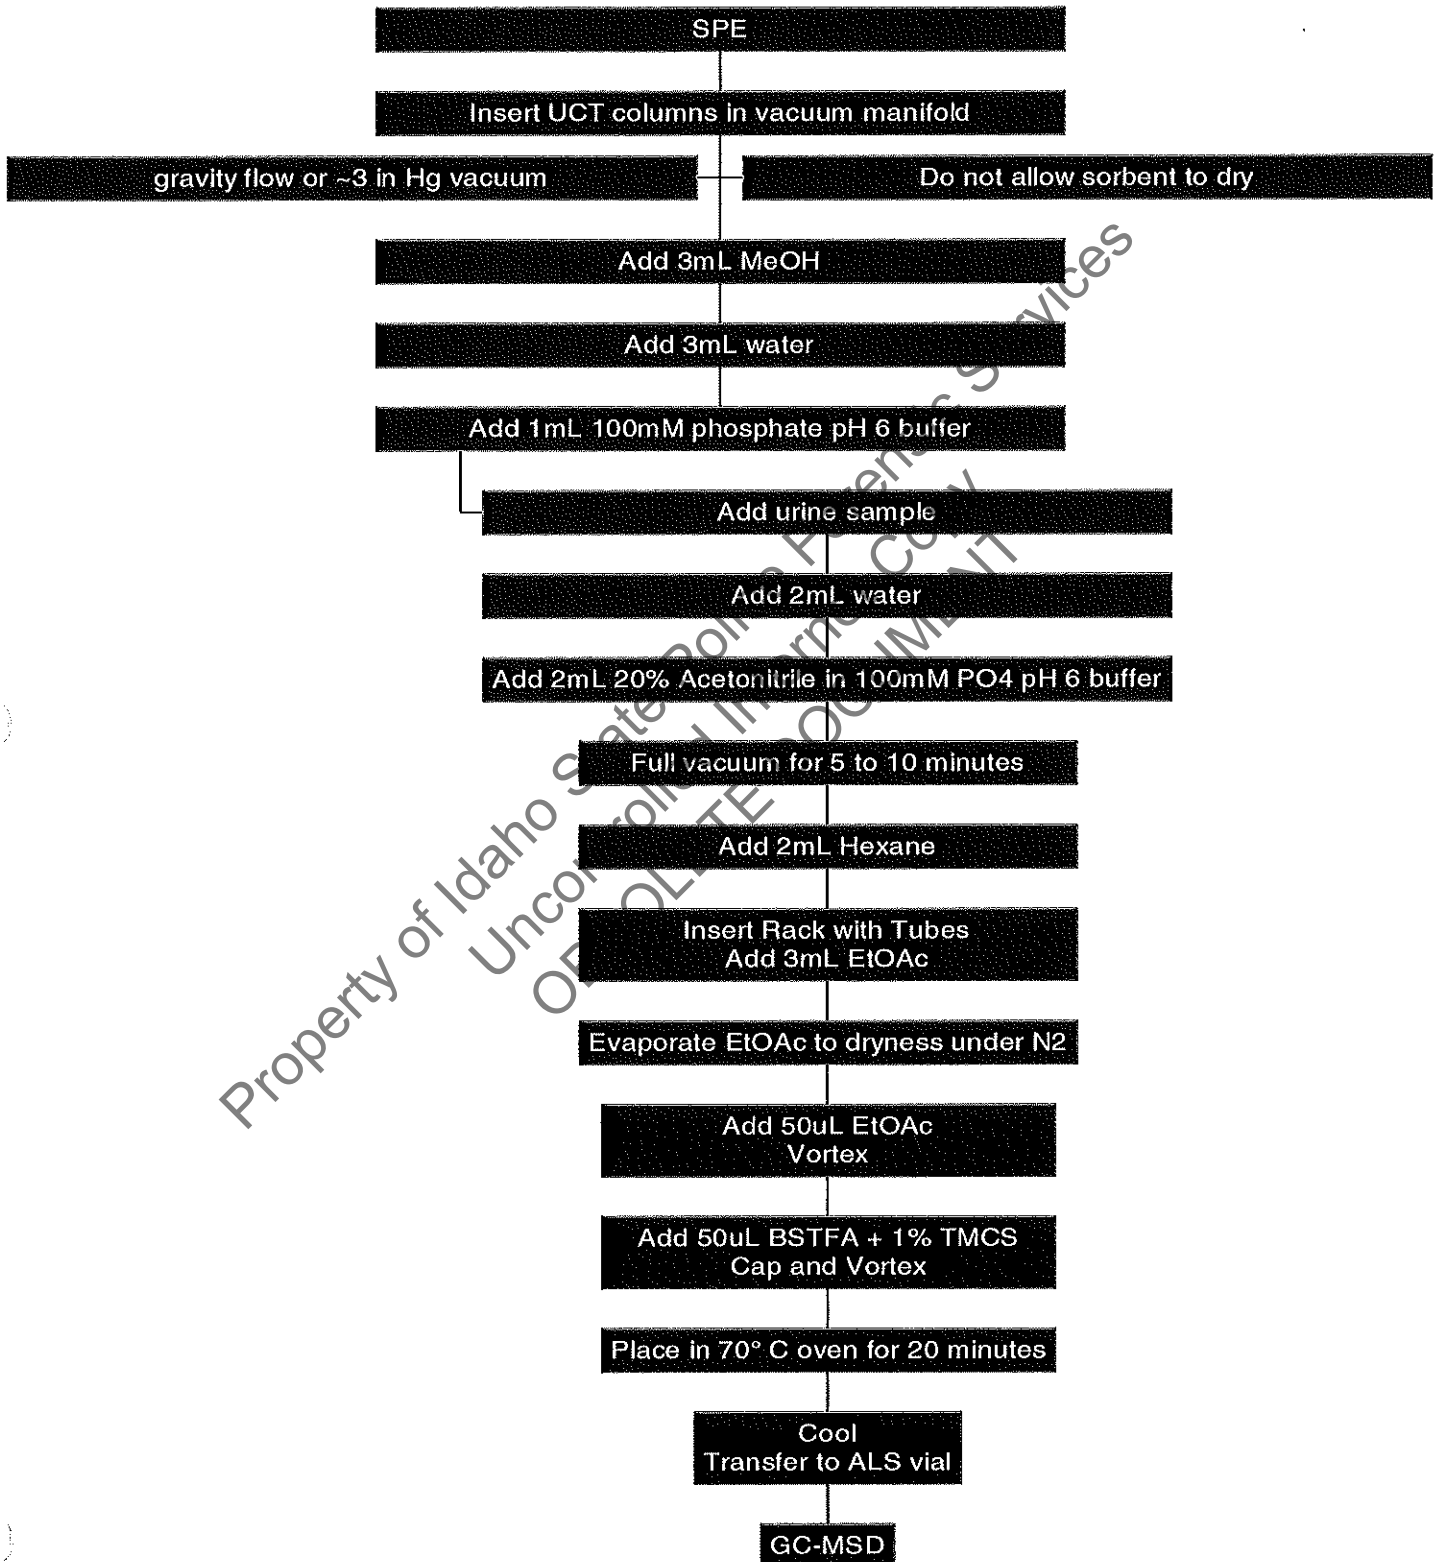 SPE
Insert UCT columns in vacuum manifold
gravity flow or ~3 in Hg vacuum
Do not allow sorbent to dry
Add 3mL MeOH
Add 3mL water
Add 1mL 100mM phosphate pH 6 buffer
Add urine sample
Add 2mL water
Add 2mL 20% Acetonitrile in 100mM PO4 pH 6 buffer
Full vacuum for 5 to 10 minutes
Add 2mL Hexane
Insert Rack with Tubes
Add 3mL EtOAc
Evaporate EtOAc to dryness under N2
Add 50uL EtOAc
Vortex
Add 50uL BSTFA + 1% TMCS
Cap and Vortex
Place in 70° C oven for 20 minutes
Cool
Transfer to ALS vial
GC-MSD
Property of Idaho State Police Forensic Services
Uncontrolled Internet Copy
OBSOLETE DOCUMENT